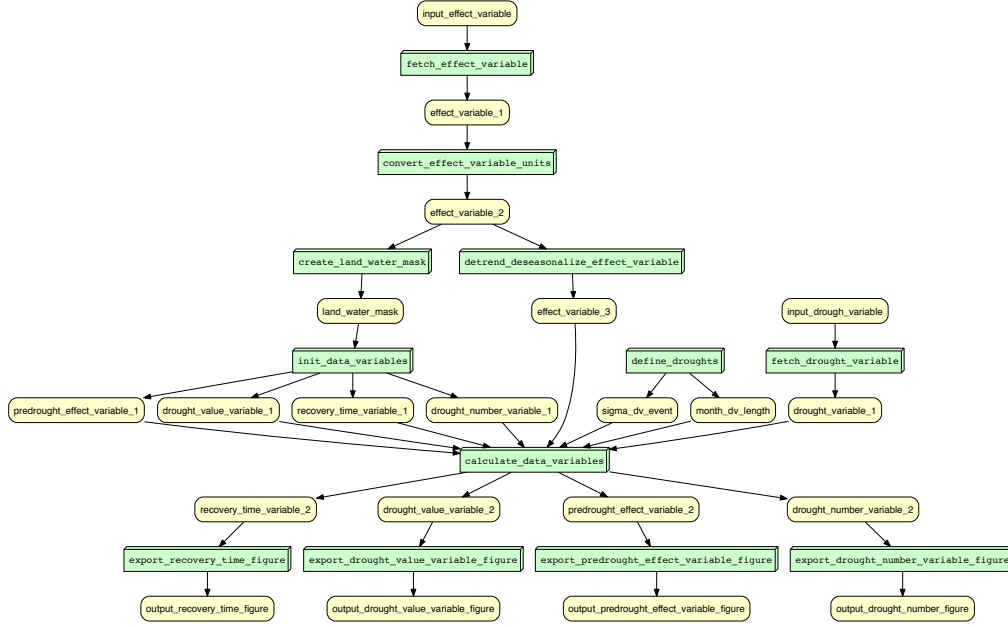 input_effect_variable
fetch_effect_variable
effect_variable_1
convert_effect_variable_units
effect_variable_2
create_land_water_mask
detrend_deseasonalize_effect_variable
land_water_mask
effect_variable_3
input_drough_variable
init_data_variables
define_droughts
fetch_drought_variable
predrought_effect_variable_1
drought_value_variable_1
recovery_time_variable_1
drought_number_variable_1
sigma_dv_event
month_dv_length
drought_variable_1
calculate_data_variables
recovery_time_variable_2
drought_value_variable_2
predrought_effect_variable_2
drought_number_variable_2
export_recovery_time_figure
export_drought_value_variable_figure
export_predrought_effect_variable_figure
export_drought_number_variable_figure
output_recovery_time_figure
output_drought_value_variable_figure
output_predrought_effect_variable_figure
output_drought_number_figure